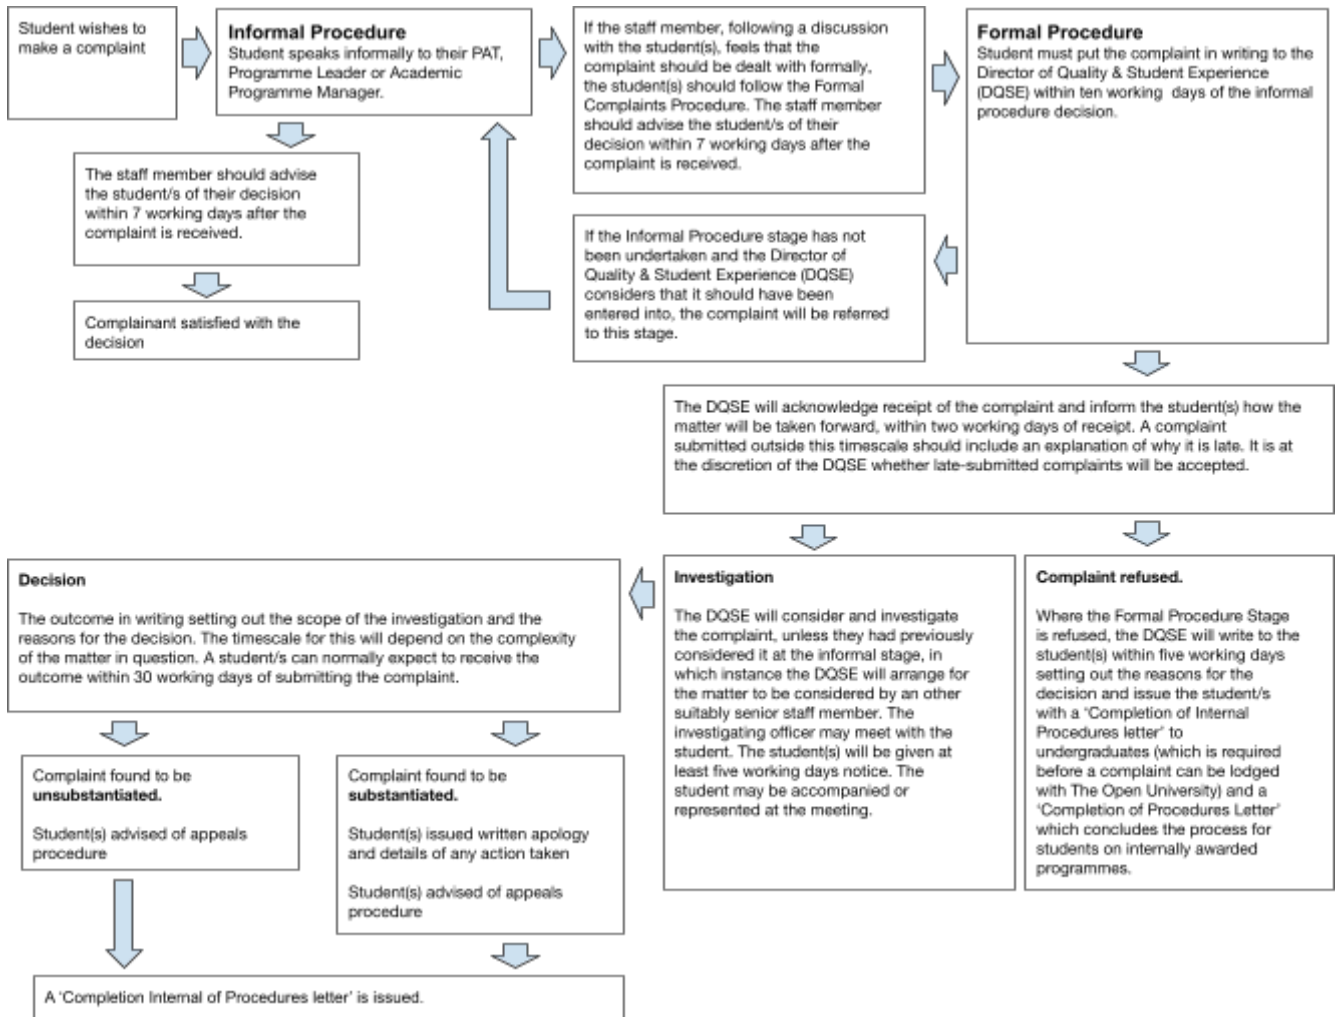 Student wishes to
make a complaint
Informal Procedure
Student speaks informally to their PAT,
Programme Leader or Academic
Programme Manager.
If the staff member, following a discussion
with the student(s), feels that the
complaint should be dealt with formally,
the student(s) should follow the Formal
Complaints Procedure. The staff member
should advise the student/s of their
decision within 7 working days after the
complaint is received.
Formal Procedure
Student must put the complaint in writing to the
Director of Quality & Student Experience
(DQSE) within ten working days of the informal
procedure decision.
The staff member should advise
the student/s of their decision
within 7 working days after the
complaint is received.
Complainant satisfied with the
decision
If the Informal Procedure stage has not
been undertaken and the Director of
Quality & Student Experience (DQSE)
considers that it should have been
entered into, the complaint will be referred
to this stage.
The DQSE will acknowledge receipt of the complaint and inform the student(s) how the
matter will be taken forward, within two working days of receipt. A complaint
submitted outside this timescale should include an explanation of why it is late. It is at
the discretion of the DQSE whether late-submitted complaints will be accepted.
Decision
The outcome in writing setting out the scope of the investigation and the
reasons for the decision. The timescale for this will depend on the complexity
of the matter in question. A student/s can normally expect to receive the
outcome within 30 working days of submitting the complaint.
Investigation
The DQSE will consider and investigate
the complaint, unless they had previously
considered it at the informal stage, in
which instance the DQSE will arrange for
the matter to be considered by an other
suitably senior staff member. The
investigating officer may meet with the
student. The student(s) will be given at
least five working days notice. The
student may be accompanied or
represented at the meeting.
Complaint refused.
Where the Formal Procedure Stage
is refused, the DQSE will write to the
student(s) within five working days
setting out the reasons for the
decision and issue the student/s
with a ‘Completion of Internal
Procedures letter’ to
undergraduates (which is required
before a complaint can be lodged
with The Open University) and a
‘Completion of Procedures Letter’
which concludes the process for
students on internally awarded
programmes.
Complaint found to be
unsubstantiated.
Student(s) advised of appeals
procedure
Complaint found to be
substantiated.
Student(s) issued written apology
and details of any action taken
Student(s) advised of appeals
procedure
A ‘Completion Internal of Procedures letter’ is issued.